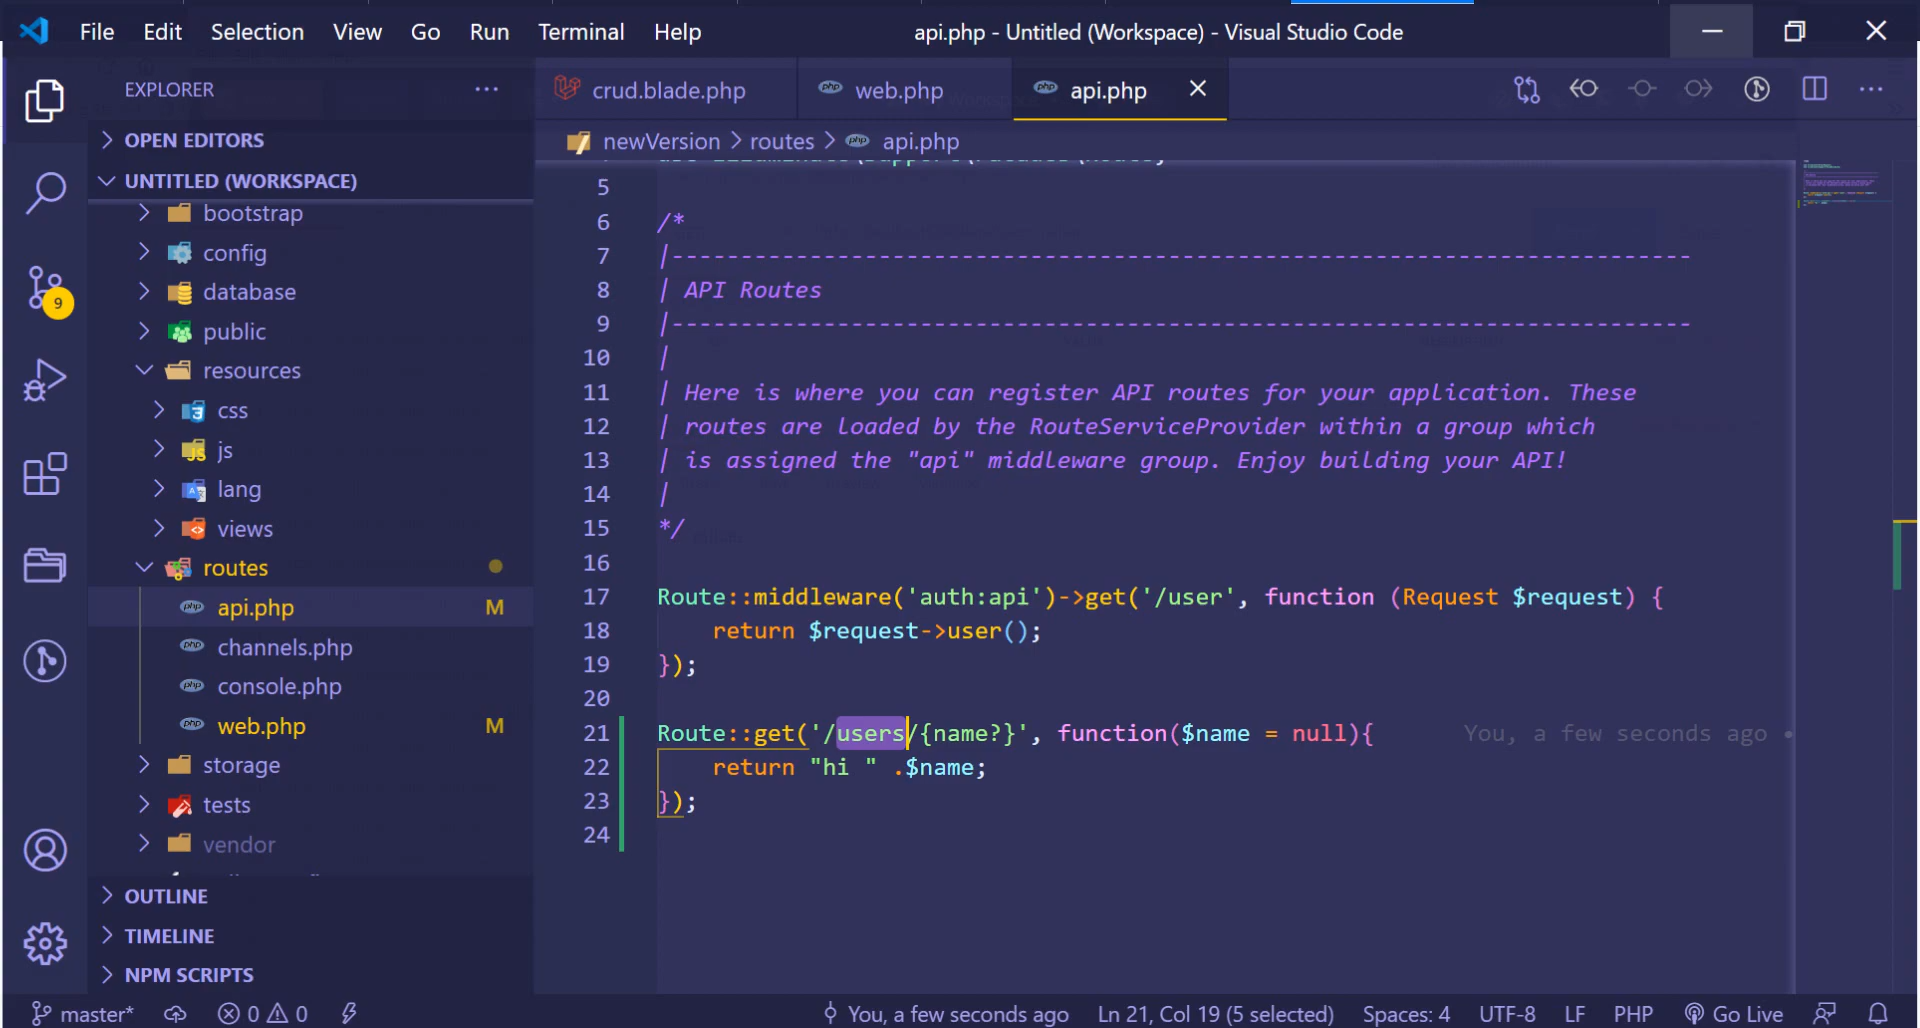 File Edit Selection View Go Run Terminal Help
api.php - Untitled (Workspace) - Visual Studio Code
EXPLORER
OPEN EDITORS
UNTITLED (WORKSPACE)
bootstrap
config
database
public
resources
css
js
lang
views
routes
api.php M
channels.php
console.php
web.php M
storage
tests
vendor
OUTLINE
TIMELINE
NPM SCRIPTS
9
crud.blade.php
web.php
api.php
newVersion > routes > api.php
5
6 /*
7 |--------------------------------------------------------------------------
8 | API Routes
9 |--------------------------------------------------------------------------
10 |
11 | Here is where you can register API routes for your application. These
12 | routes are loaded by the RouteServiceProvider within a group which
13 | is assigned the "api" middleware group. Enjoy building your API!
14 |
15 */
16
17 Route::middleware('auth:api')->get('/user', function (Request $request) {
18 return $request->user();
19 });
20
21 Route::get('/users/{name?}', function($name = null){ You, a few seconds ago •
22 return "hi " .$name;
23 });
24
master* 0 0 You, a few seconds ago Ln 21, Col 19 (5 selected) Spaces: 4 UTF-8 LF PHP Go Live